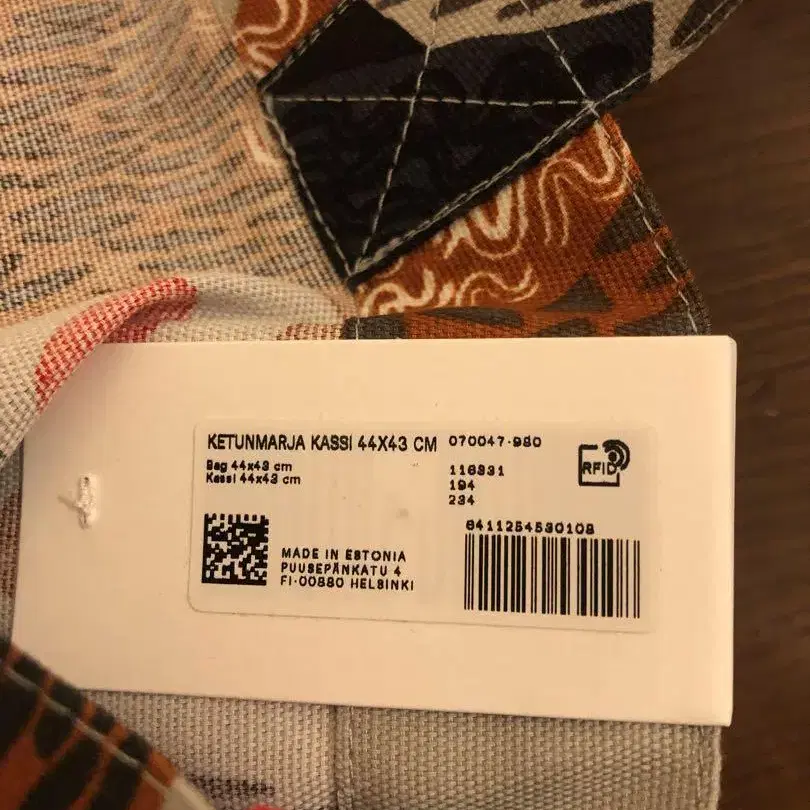 KETUNMARJA KASSI 44X43 CM
070047-980
Bag 44x43 cm
Kassi 44x43 cm
116331
194
234
RFID
6411254530108
MADE IN ESTONIA
PUUSEPÄNKATU 4
FI-00880 HELSINKI